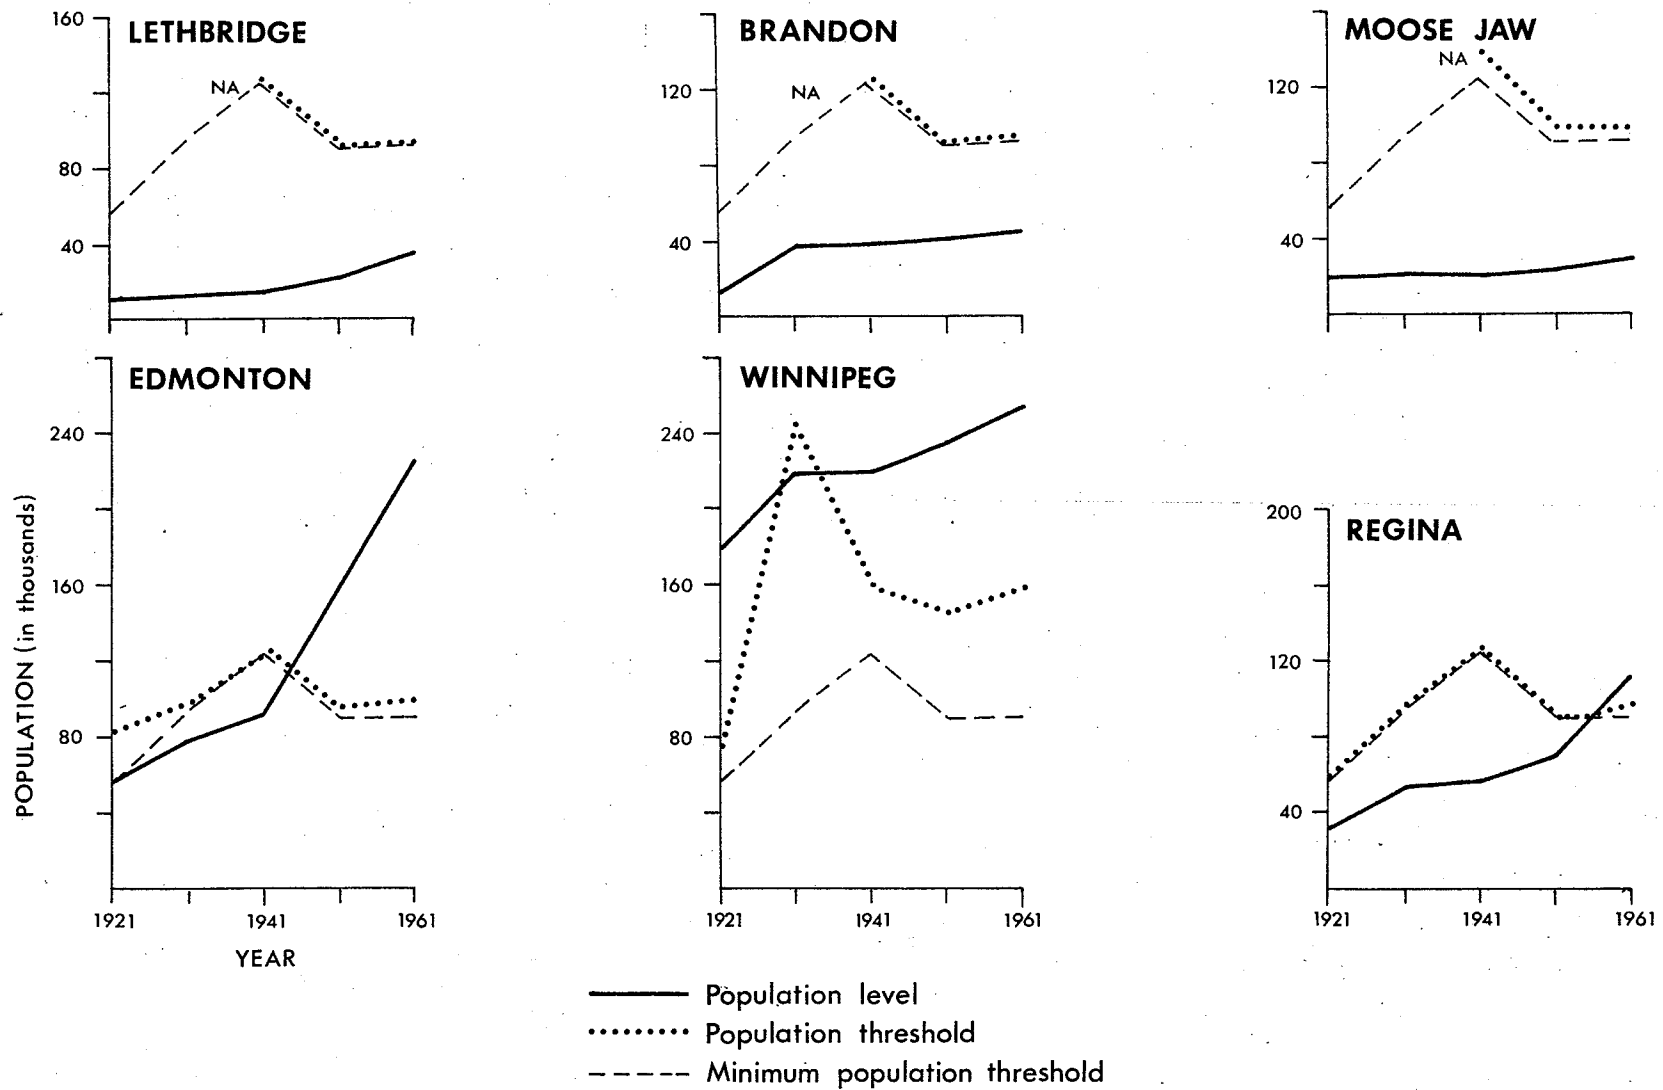 LETHBRIDGE
160
NA
80
40
BRANDON
120
NA
40
MOOSE JAW
NA
120
40
EDMONTON
240
160
80
1921
1941
1961
POPULATION (in thousands)
YEAR
WINNIPEG
240
160
80
1921
1941
1961
REGINA
200
120
40
1921
1941
1961
Population level
Population threshold
Minimum population threshold